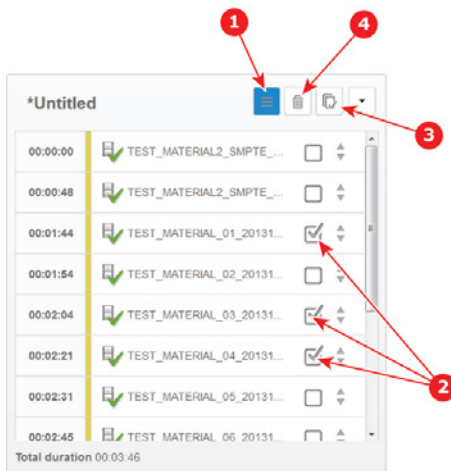 1
4
*Untitled
3
00:00:00 TEST_MATERIAL2_SMPTE_...
00:00:48 TEST_MATERIAL2_SMPTE_...
00:01:44 TEST_MATERIAL_01_20131...
00:01:54 TEST_MATERIAL_02_20131...
00:02:04 TEST_MATERIAL_03_20131...
00:02:21 TEST_MATERIAL_04_20131...
2
00:02:31 TEST_MATERIAL_05_20131...
00:02:45 TEST_MATERIAL_06_20131...
Total duration 00:03:46